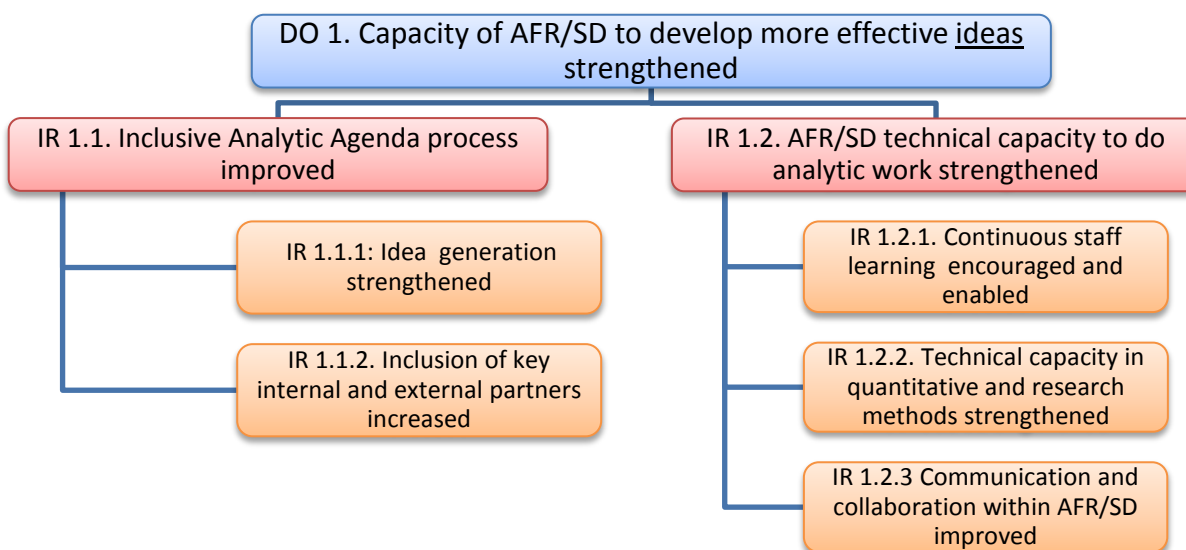 DO 1. Capacity of AFR/SD to develop more effective ideas
strengthened
IR 1.1. Inclusive Analytic Agenda process
improved
IR 1.1.1: Idea  generation
strengthened
IR 1.1.2. Inclusion of key
internal and external partners
increased
IR 1.2. AFR/SD technical capacity to do
analytic work strengthened
IR 1.2.1. Continuous staff
learning  encouraged and
enabled
IR 1.2.2. Technical capacity in
quantitative and research
methods strengthened
IR 1.2.3 Communication and
collaboration within AFR/SD
improved